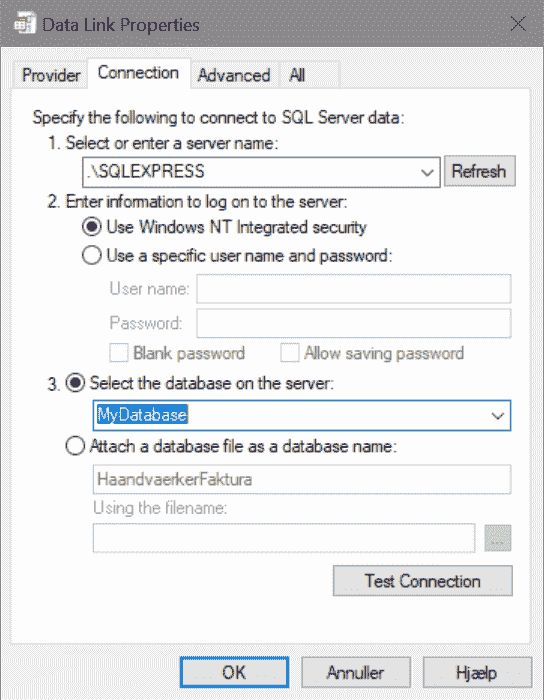 Data Link Properties
Provider Connection Advanced All
Specify the following to connect to SQL Server data:
1. Select or enter a server name:
.\SQLEXPRESS Refresh
2. Enter information to log on to the server:
Use Windows NT Integrated security
Use a specific user name and password:
User name:
Password:
Blank password Allow saving password
3. Select the database on the server:
MyDatabase
Attach a database file as a database name:
HaandvaerkerFaktura
Using the filename:
...
Test Connection
OK Annuller Hjælp